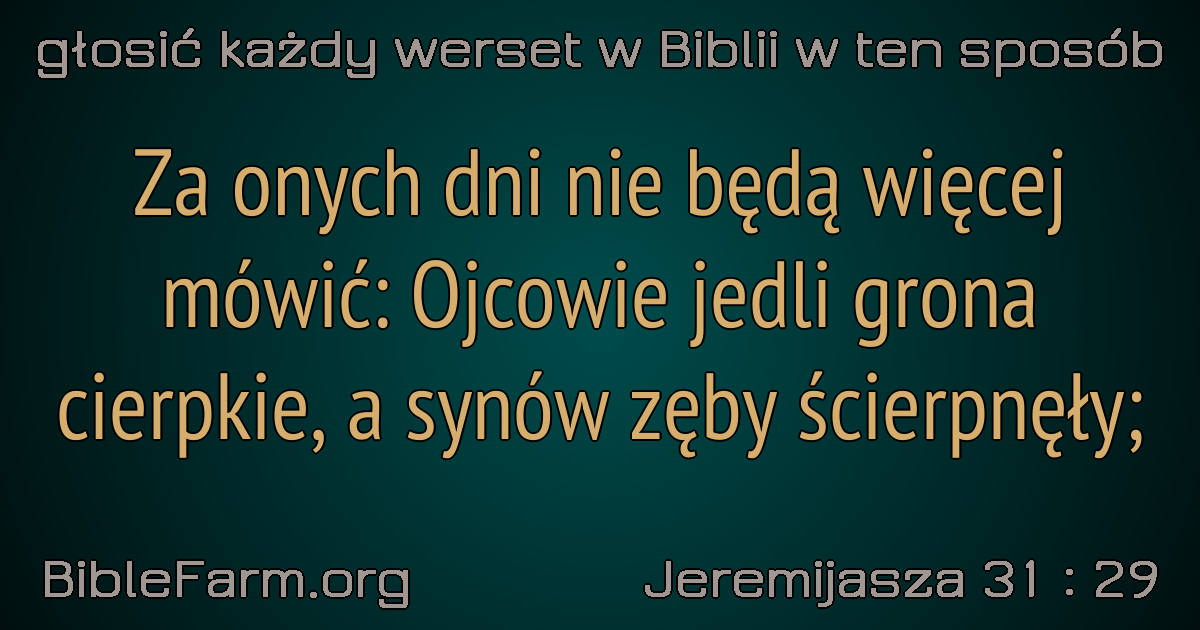 głosić każdy werset w Biblii w ten sposób
Za onych dni nie będą więcej
mówić: Ojcowie jedli grona
cierpkie, a synów zęby ścierpnęły;
BibleFarm.org
Jeremijasza 31 : 29